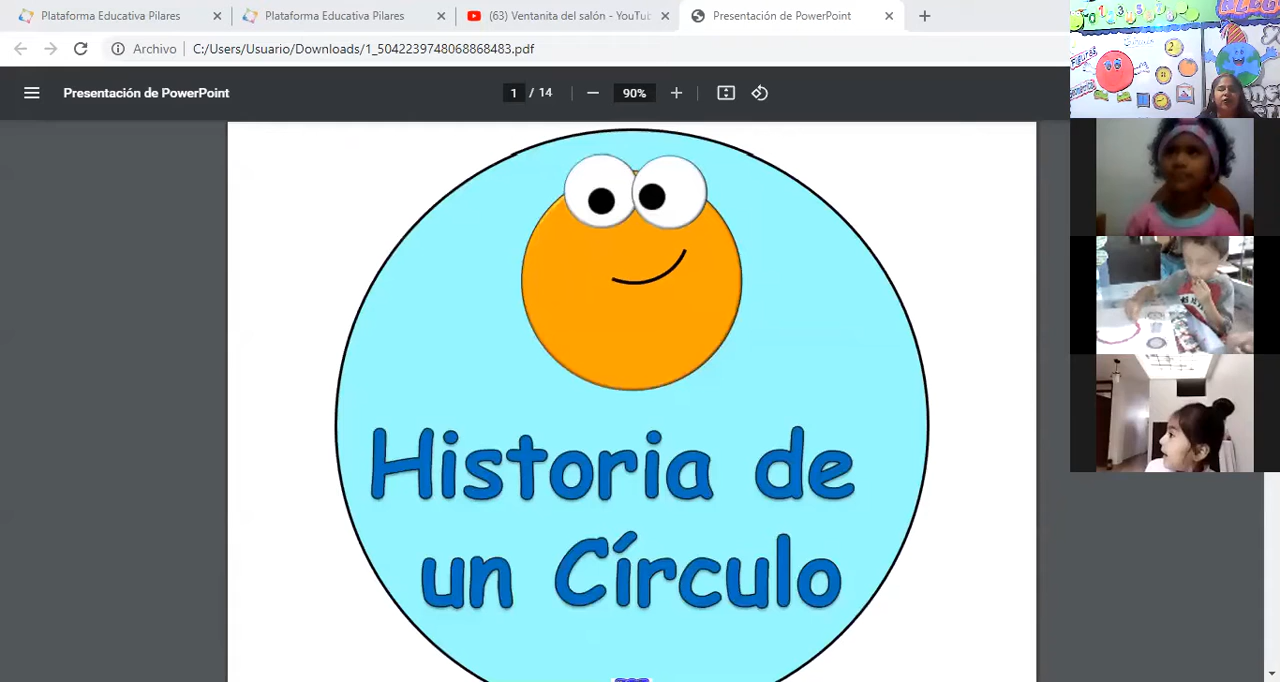 Plataforma Educativa Pilares
Plataforma Educativa Pilares
(63) Ventanita del salón - YouTub
Presentación de PowerPoint
Archivo
C:/Users/Usuario/Downloads/1_5042239748068568483.pdf
Presentación de PowerPoint
1 / 14
90%
Historia de
un Círculo